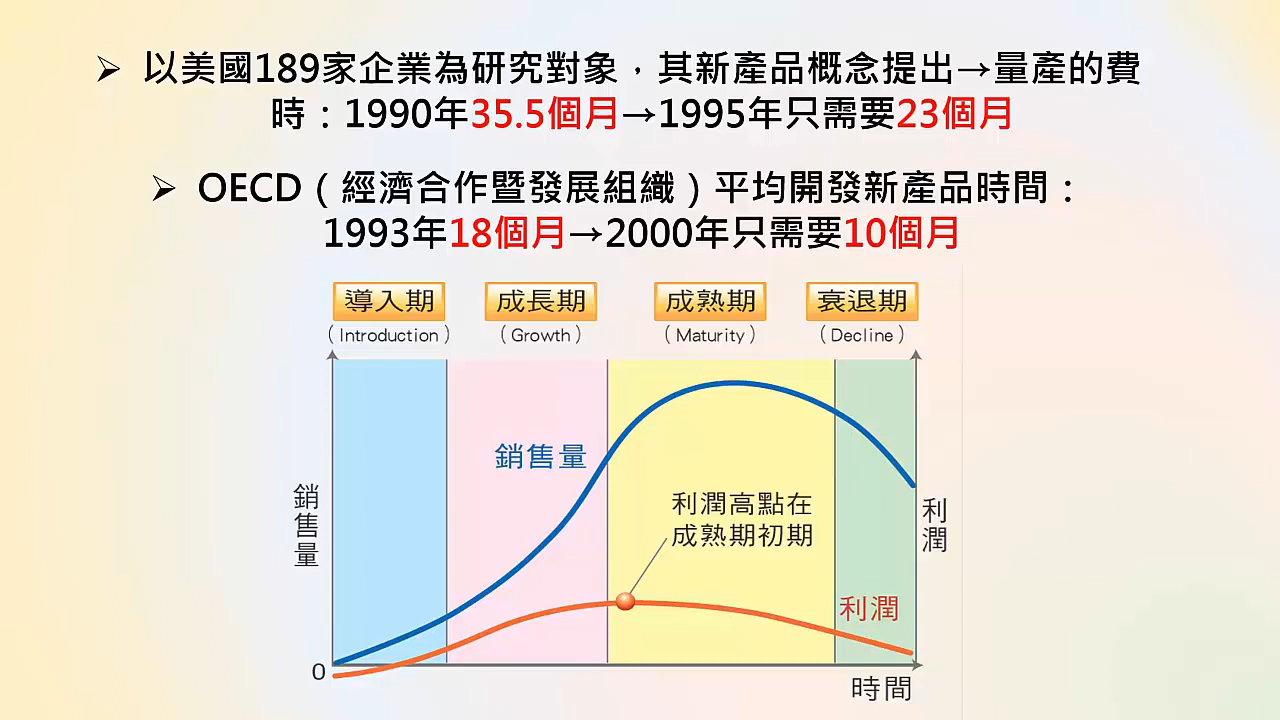 ➢ 以美國189家企業為研究對象，其新產品概念提出→量產的費
時：1990年35.5個月→1995年只需要23個月
➢ OECD（經濟合作暨發展組織）平均開發新產品時間：
1993年18個月→2000年只需要10個月
導入期 成長期 成熟期 衰退期
（Introduction） （Growth） （Maturity） （Decline）
銷售量
利潤高點在
成熟期初期
銷售量
利潤
利潤
0
時間